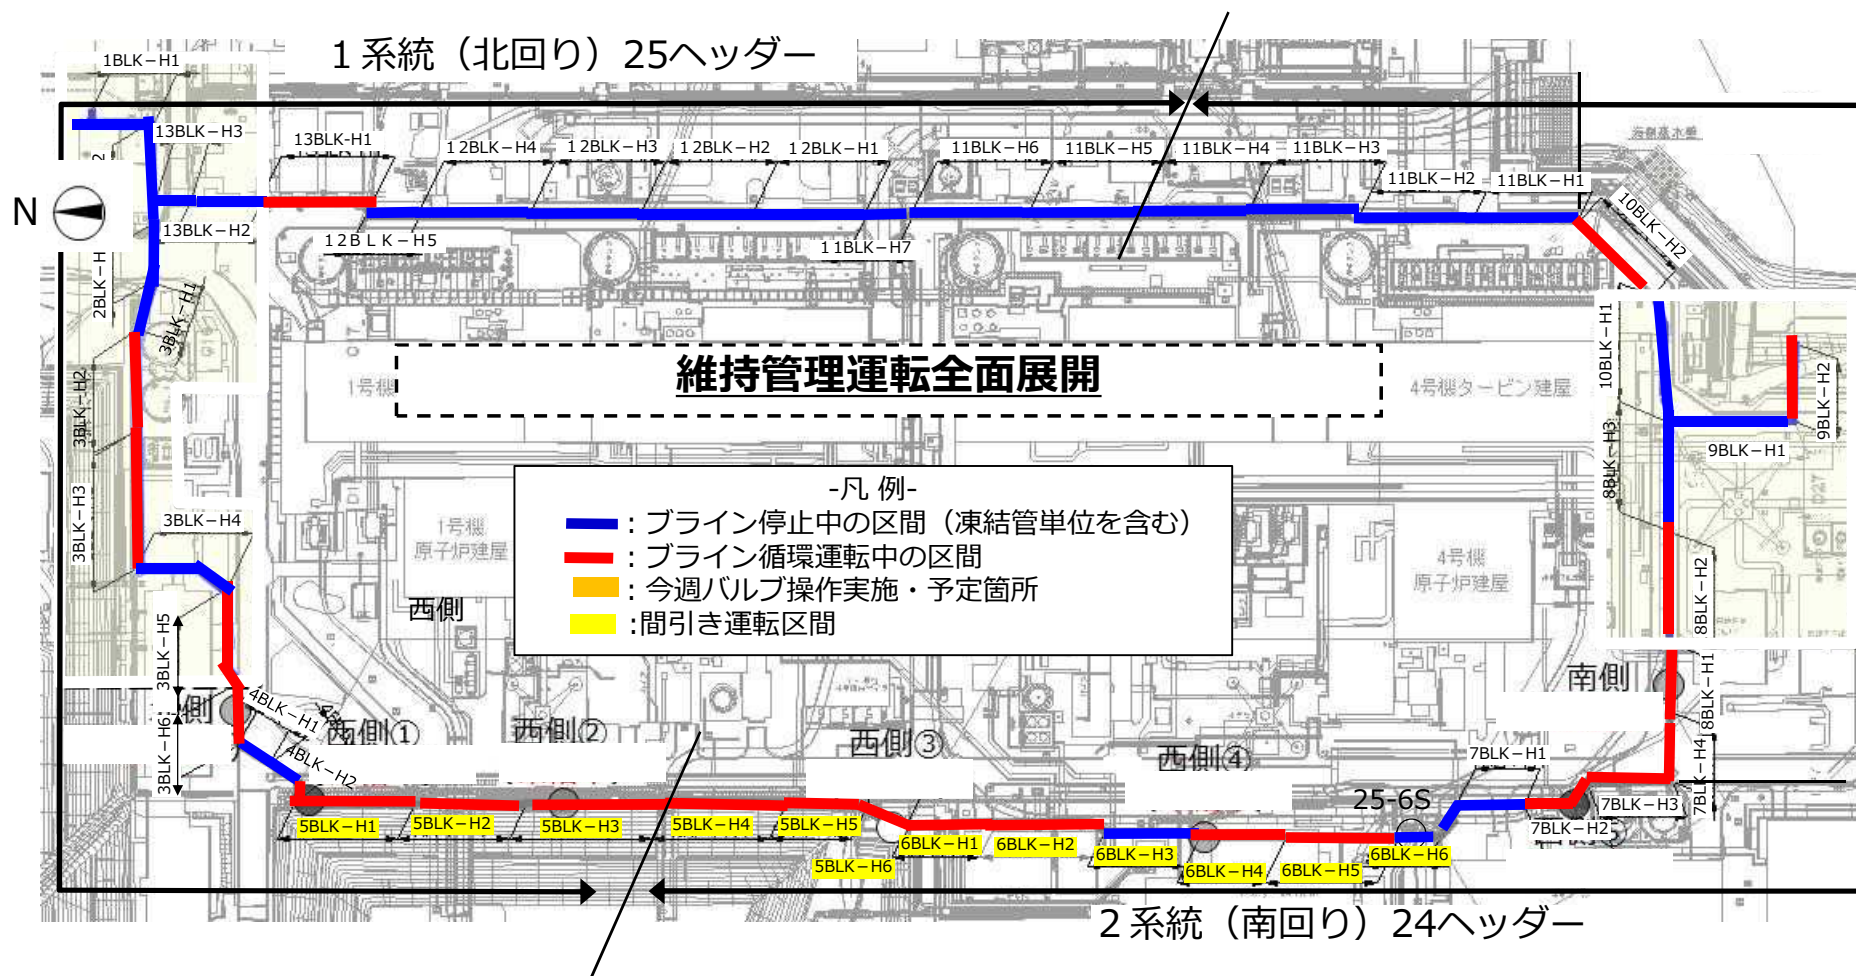 １系統（北回り）25ヘッダー
1BLK－H1
13BLK－H3
13BLK-H1
１2BLK－H4
１2BLK－H3
１2BLK－H2
１2BLK－H1
11BLK－H6
11BLK－H5
11BLK－H4
11BLK－H3
11BLK－H2
11BLK－H1
10BLK－H2
海側遮水壁
N
13BLK－H2
１2ＢＬＫ－H5
１1BLK－H7
2BLK－H
3BLK－H1
10BLK－H1
維持管理運転全面展開
1号機
4号機タービン建屋
3BLK－H2
9BLK－H2
9BLK－H1
8BLK－H3
3BLK－H3
3BLK－H4
-凡 例-
：ブライン停止中の区間（凍結管単位を含む）
：ブライン循環運転中の区間
：今週バルブ操作実施・予定箇所
：間引き運転区間
1号機
原子炉建屋
4号機
原子炉建屋
西側
8BLK－H2
8BLK－H1
3BLK－H5
3BLK－H6
側
4BLK－H1
4BLK－H2
西側①
西側②
西側③
西側④
南側
7BLK－H1
7BLK－H4
25-6S
7BLK－H3
7BLK－H2
5BLK－H1
5BLK－H2
5BLK－H3
5BLK－H4
5BLK－H5
5BLK－H6
6BLK－H1
6BLK－H2
6BLK－H3
6BLK－H4
6BLK－H5
6BLK－H6
２系統（南回り）24ヘッダー